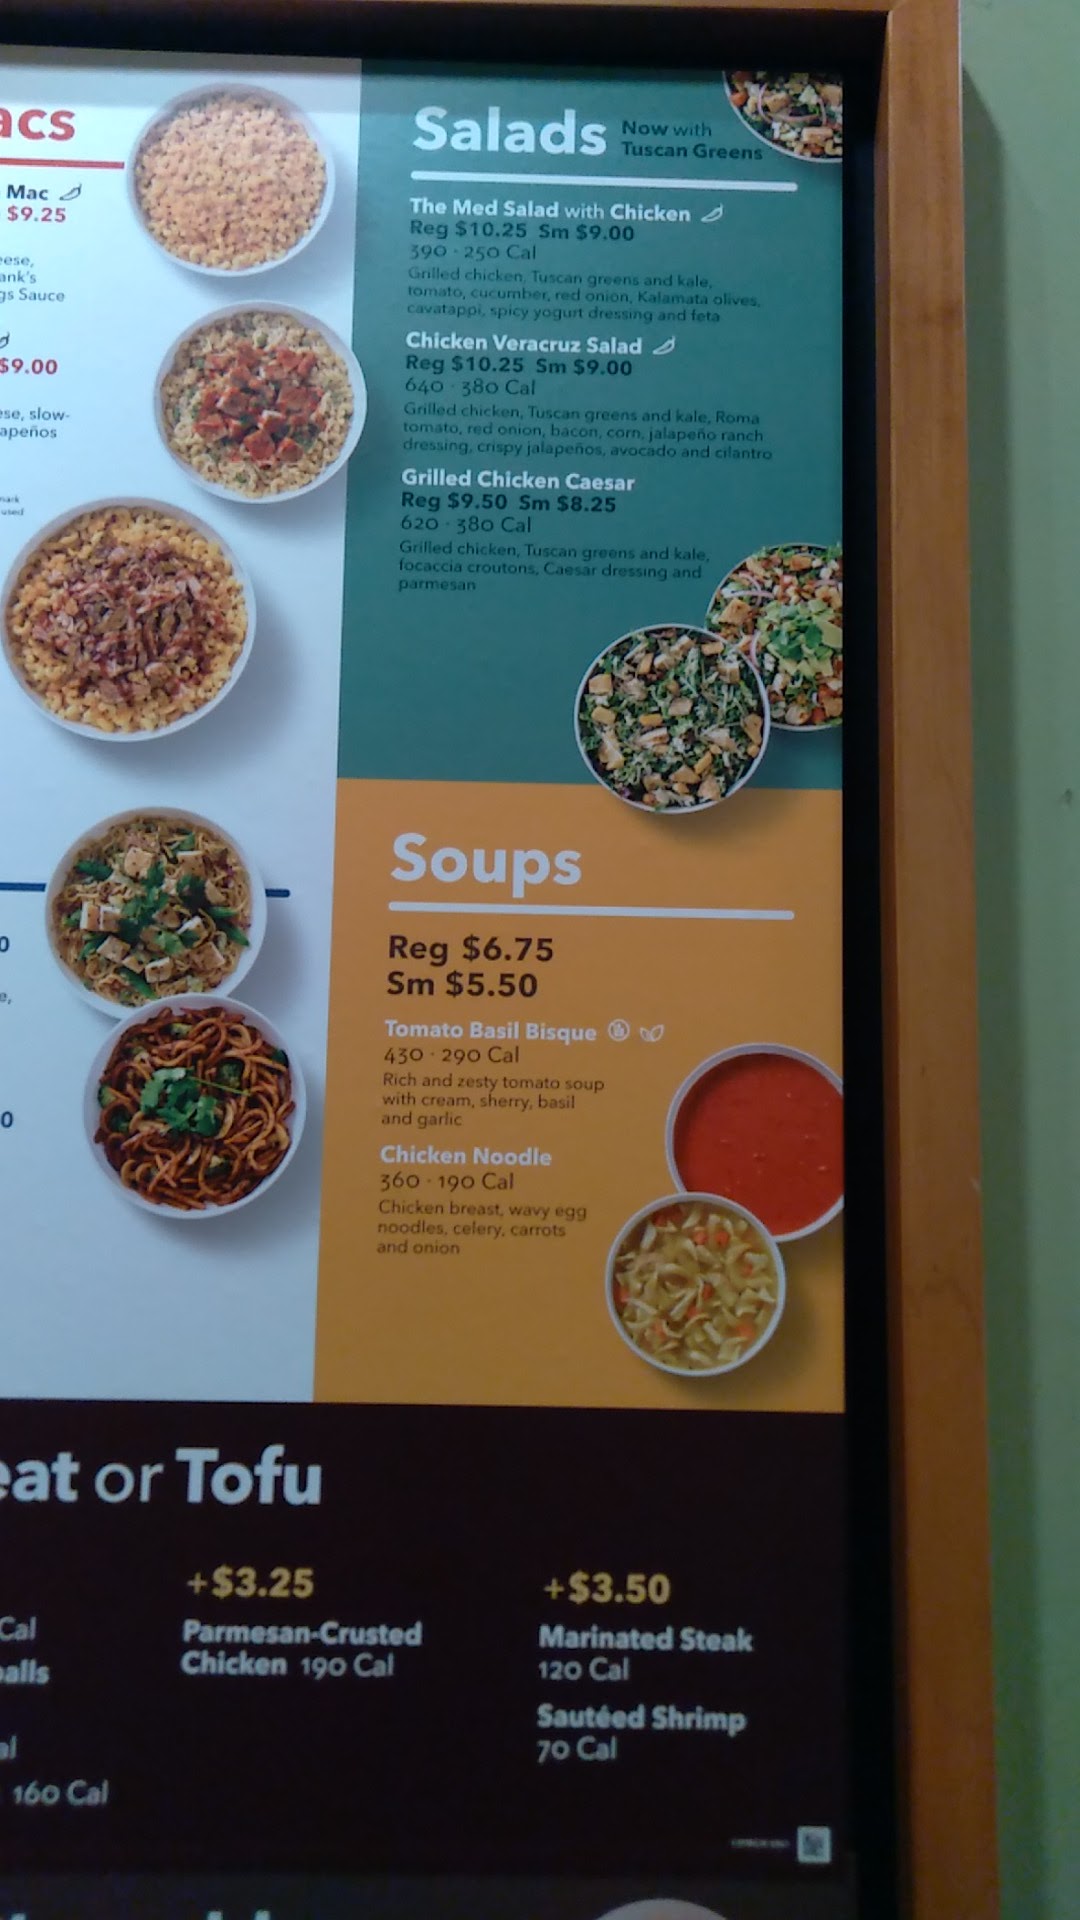 acs
Mac
$9.25
eese,
ank's
gs Sauce
$9.00
ese, slow-
apeños
mark
used
0
e,
0
Salads Now with
Tuscan Greens
The Med Salad with Chicken
Reg $10.25 Sm $9.00
390 · 250 Cal
Grilled chicken, Tuscan greens and kale,
tomato, cucumber, red onion, Kalamata olives,
cavatappi, spicy yogurt dressing and feta
Chicken Veracruz Salad
Reg $10.25 Sm $9.00
640 · 380 Cal
Grilled chicken, Tuscan greens and kale, Roma
tomato, red onion, bacon, corn, jalapeño ranch
dressing, crispy jalapeños, avocado and cilantro
Grilled Chicken Caesar
Reg $9.50 Sm $8.25
620 · 380 Cal
Grilled chicken, Tuscan greens and kale,
focaccia croutons, Caesar dressing and
parmesan
Soups
Reg $6.75
Sm $5.50
Tomato Basil Bisque
430 · 290 Cal
Rich and zesty tomato soup
with cream, sherry, basil
and garlic
Chicken Noodle
360 · 190 Cal
Chicken breast, wavy egg
noodles, celery, carrots
and onion
eat or Tofu
Cal
balls
al
160 Cal
+$3.25
Parmesan-Crusted
Chicken 190 Cal
+$3.50
Marinated Steak
120 Cal
Sautéed Shrimp
70 Cal